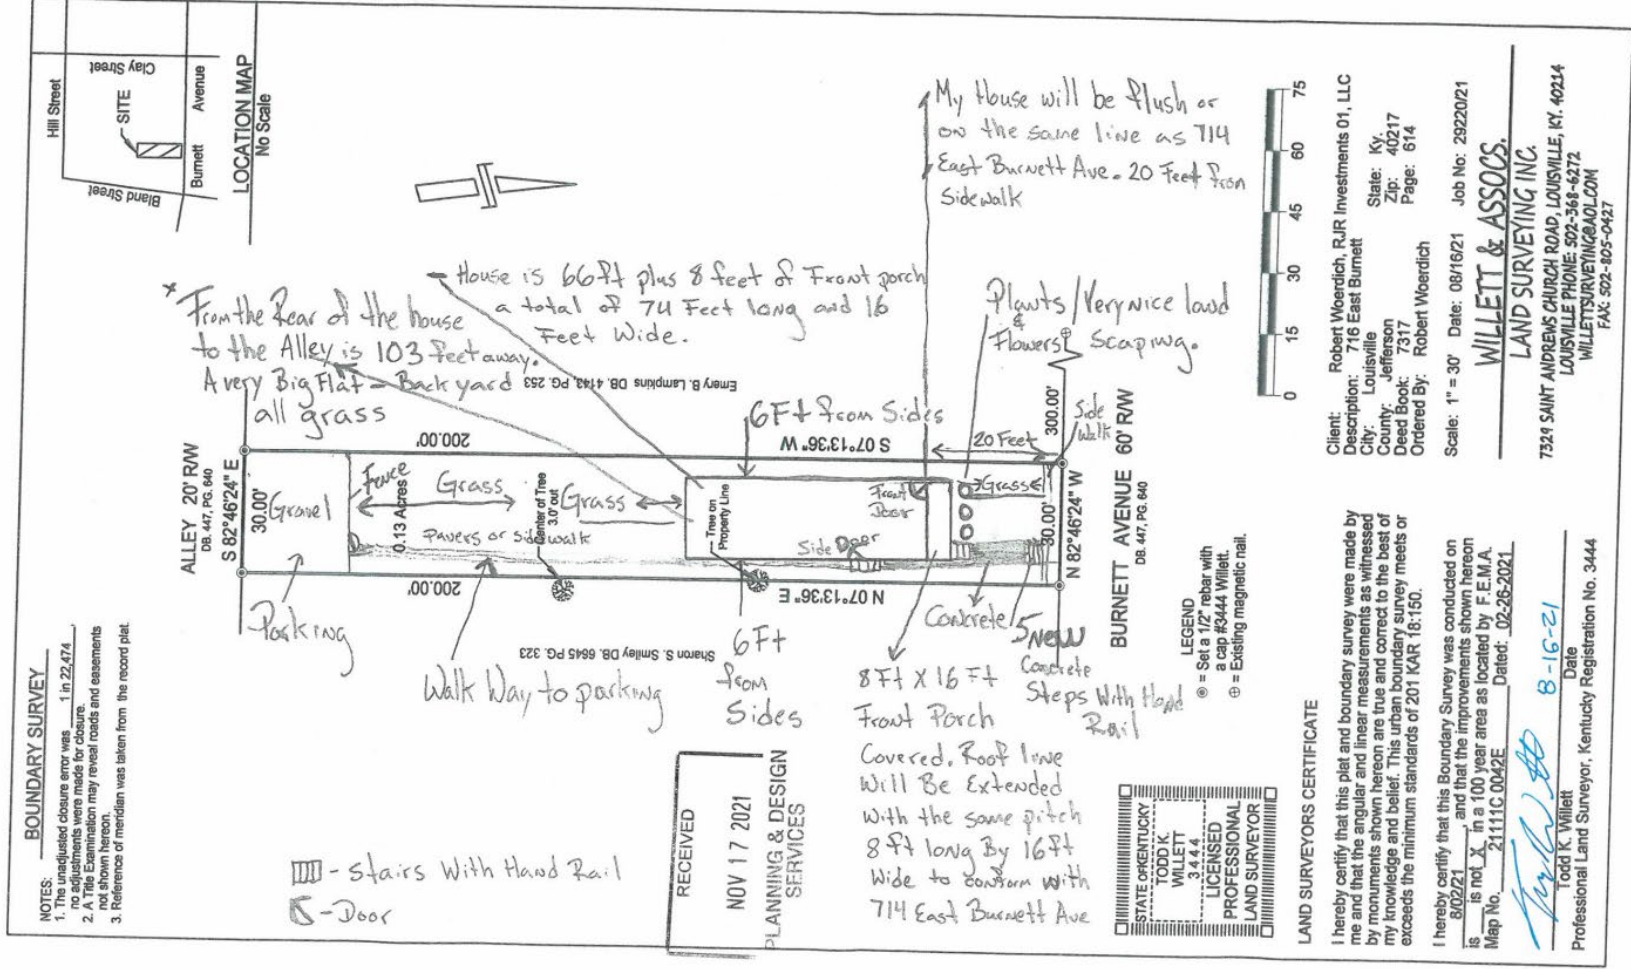 BOUNDARY SURVEY
NOTES:
1. The unadjusted closure error was 1 in 22,474 ,
no adjustments were made for closure.
2. A Title Examination may reveal roads and easements
not shown hereon.
3. Reference of meridian was taken from the record plat.
Hill Street
Clay Street
SITE
Bland Street
Burnett Avenue
LOCATION MAP
No Scale
My House will be flush or
on the same line as 714
East Burnett Ave. 20 Feet from
Sidewalk
House is 66ft plus 8 feet of Front porch
a total of 74 Feet long and 16
Feet Wide.
From the Rear of the house
to the Alley is 103 feet away.
A very Big Flat - Back yard
all grass
Plants/Very nice land
& Flowers Scaping.
Emery B. Lampkins DB. 4143, PG. 253
6Ft from Sides
Side
Walk
ALLEY 20' R/W
DB. 447, PG. 640
S 82°46'24" E
30.00'
200.00'
S 07°13'36" W
20 Feet
300.00'
Gravel
Fence
0.13 Acres
Grass
Center of Tree
3.0' out
Grass
Tree on
Property Line
Pavers or sidewalk
Side Door
Front
Door
Grass
30.00'
N 82°46'24" W
BURNETT AVENUE 60' R/W
DB. 447, PG. 640
200.00'
N 07°13'36" E
Parking
Walk Way to parking
Sharon S. Smiley DB. 6645 PG. 323
6Ft
from
Sides
8Ft X 16 Ft
Front Porch
Covered. Roof line
Will Be Extended
With the same pitch
8 ft long By 16ft
Wide to conform with
714 East Burnett Ave
Concrete
5 New
Concrete
Steps With Hand
Rail
LEGEND
= Set a 1/2" rebar with
a cap #3444 Willett.
= Existing magnetic nail.
- stairs With Hand Rail
- Door
RECEIVED
NOV 17 2021
PLANNING & DESIGN
SERVICES
STATE OF KENTUCKY
TODD K.
WILLETT
3444
LICENSED
PROFESSIONAL
LAND SURVEYOR
0 15 30 45 60 75
Client: Robert Woerdich, RJR Investments 01, LLC
Description: 716 East Burnett
City: Louisville State: Ky.
County: Jefferson Zip: 40217
Deed Book: 7317 Page: 614
Ordered By: Robert Woerdich
Scale: 1" = 30' Date: 08/16/21 Job No: 29220/21
WILLETT & ASSOCS.
LAND SURVEYING INC.
7329 SAINT ANDREWS CHURCH ROAD, LOUISVILLE, KY. 40214
LOUISVILLE PHONE: 502-368-6272
WILLETTSURVEYING@AOL.COM
FAX: 502-805-0427
LAND SURVEYORS CERTIFICATE
I hereby certify that this plat and boundary survey were made by
me and that the angular and linear measurements as witnessed
by monuments shown hereon are true and correct to the best of
my knowledge and belief. This urban boundary survey meets or
exceeds the minimum standards of 201 KAR 18:150.
I hereby certify that this Boundary Survey was conducted on
8/02/21 , and that the improvements shown hereon
is is not X in a 100 year area as located by F.E.M.A.
Map No. 21111C 0042E Dated: 02-26-2021
8-16-21
Todd K. Willett Date
Professional Land Surveyor, Kentucky Registration No. 3444